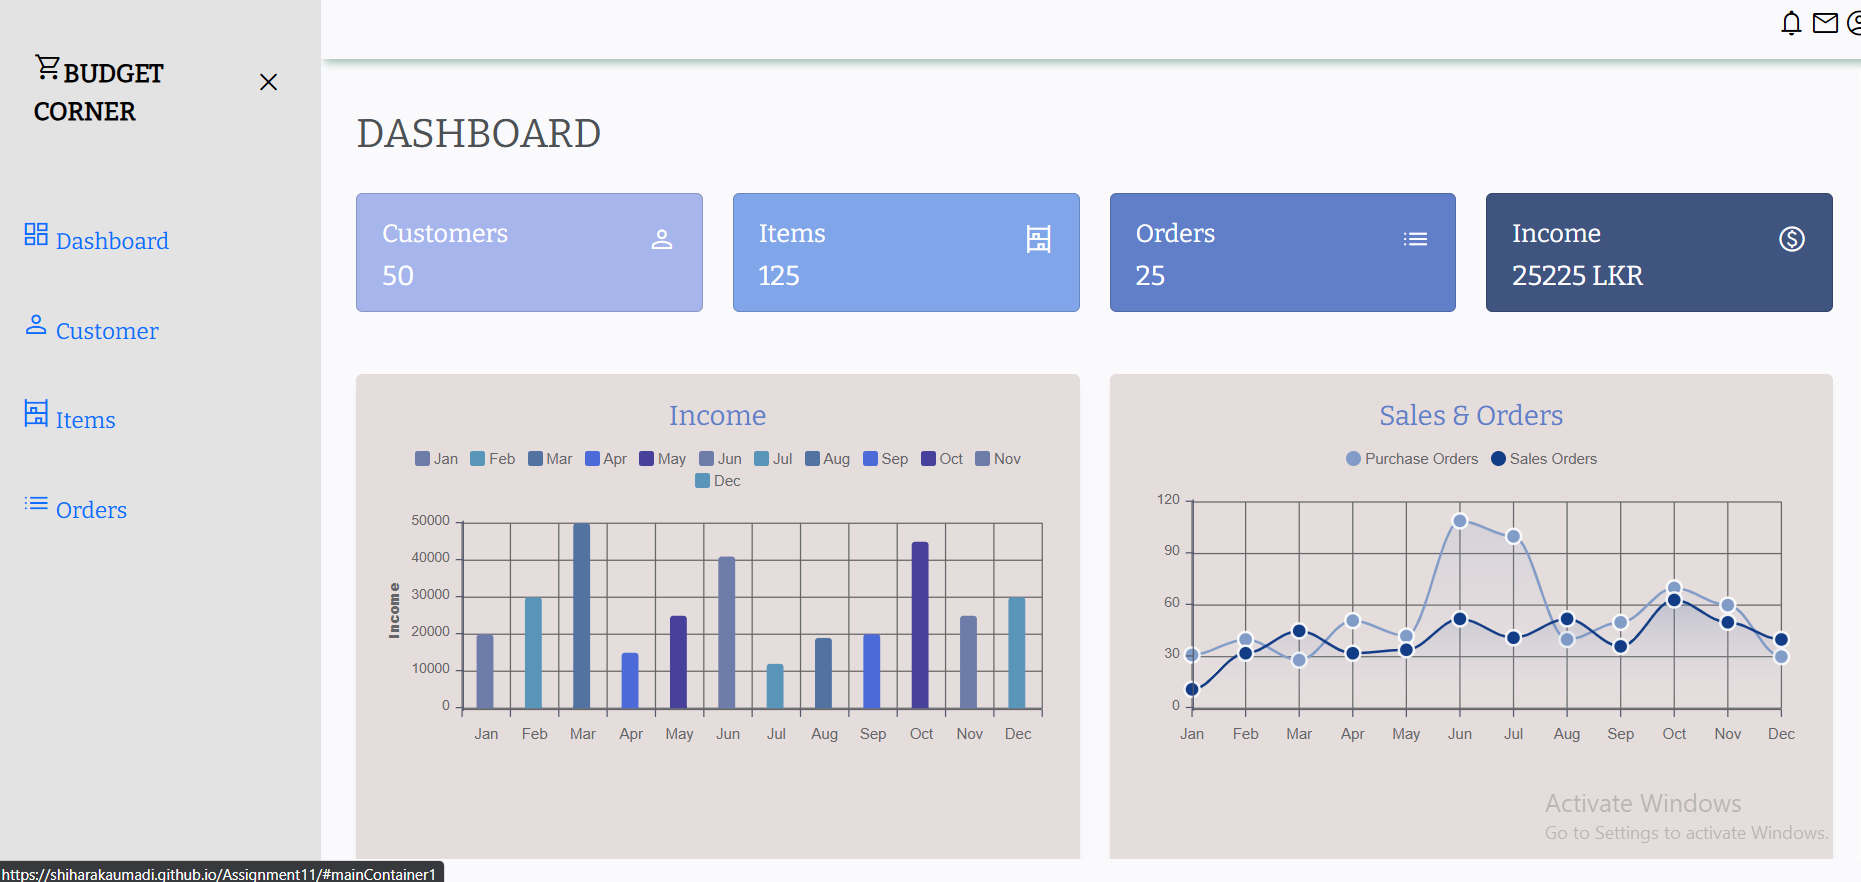 BUDGET
CORNER
Dashboard
Customer
Items
Orders
DASHBOARD
Customers
50
Items
125
Orders
25
Income
25225 LKR
Income
Jan Feb Mar Apr May Jun Jul Aug Sep Oct Nov
Dec
50000
40000
30000
20000
10000
0
Income
Jan Feb Mar Apr May Jun Jul Aug Sep Oct Nov Dec
Sales & Orders
Purchase Orders Sales Orders
120
90
60
30
0
Jan Feb Mar Apr May Jun Jul Aug Sep Oct Nov Dec
Activate Windows
Go to Settings to activate Windows.
https://shiharakaumadi.github.io/Assignment11/#mainContainer1